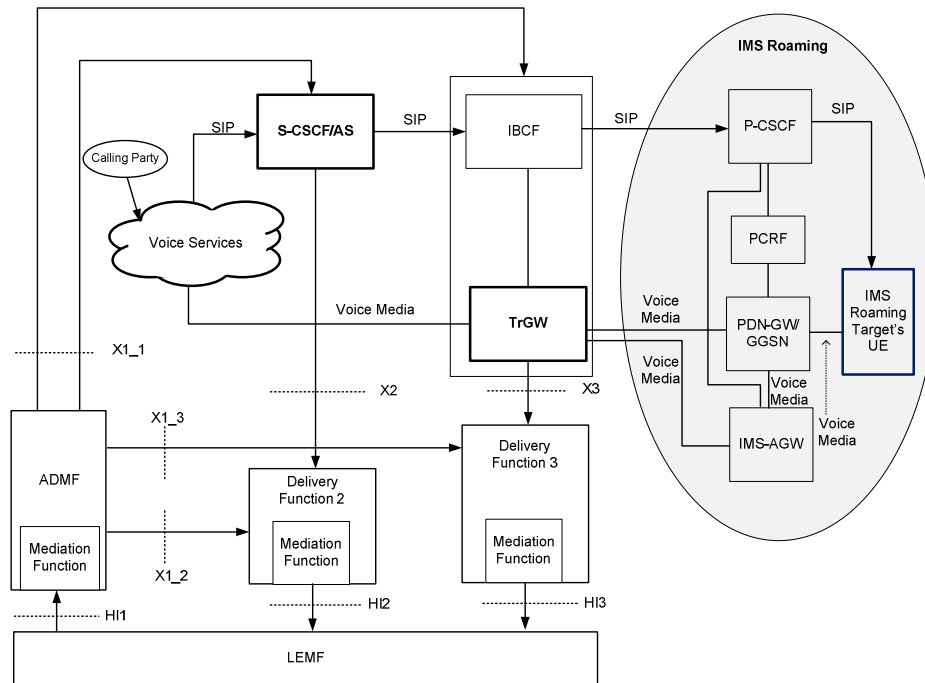 IMS Roaming
SIP
S-CSCF/AS
SIP
IBCF
SIP
P-CSCF
SIP
Calling Party
Voice Services
PCRF
Voice Media
TrGW
Voice
Media
PDN-GW/
GGSN
IMS
Roaming
Target's
UE
Voice
Media
Voice
Media
Voice
Media
IMS-AGW
X1_1
X2
X3
X1_3
ADMF
Mediation
Function
X1_2
Delivery
Function 2
Mediation
Function
Delivery
Function 3
Mediation
Function
HI1
HI2
HI3
LEMF